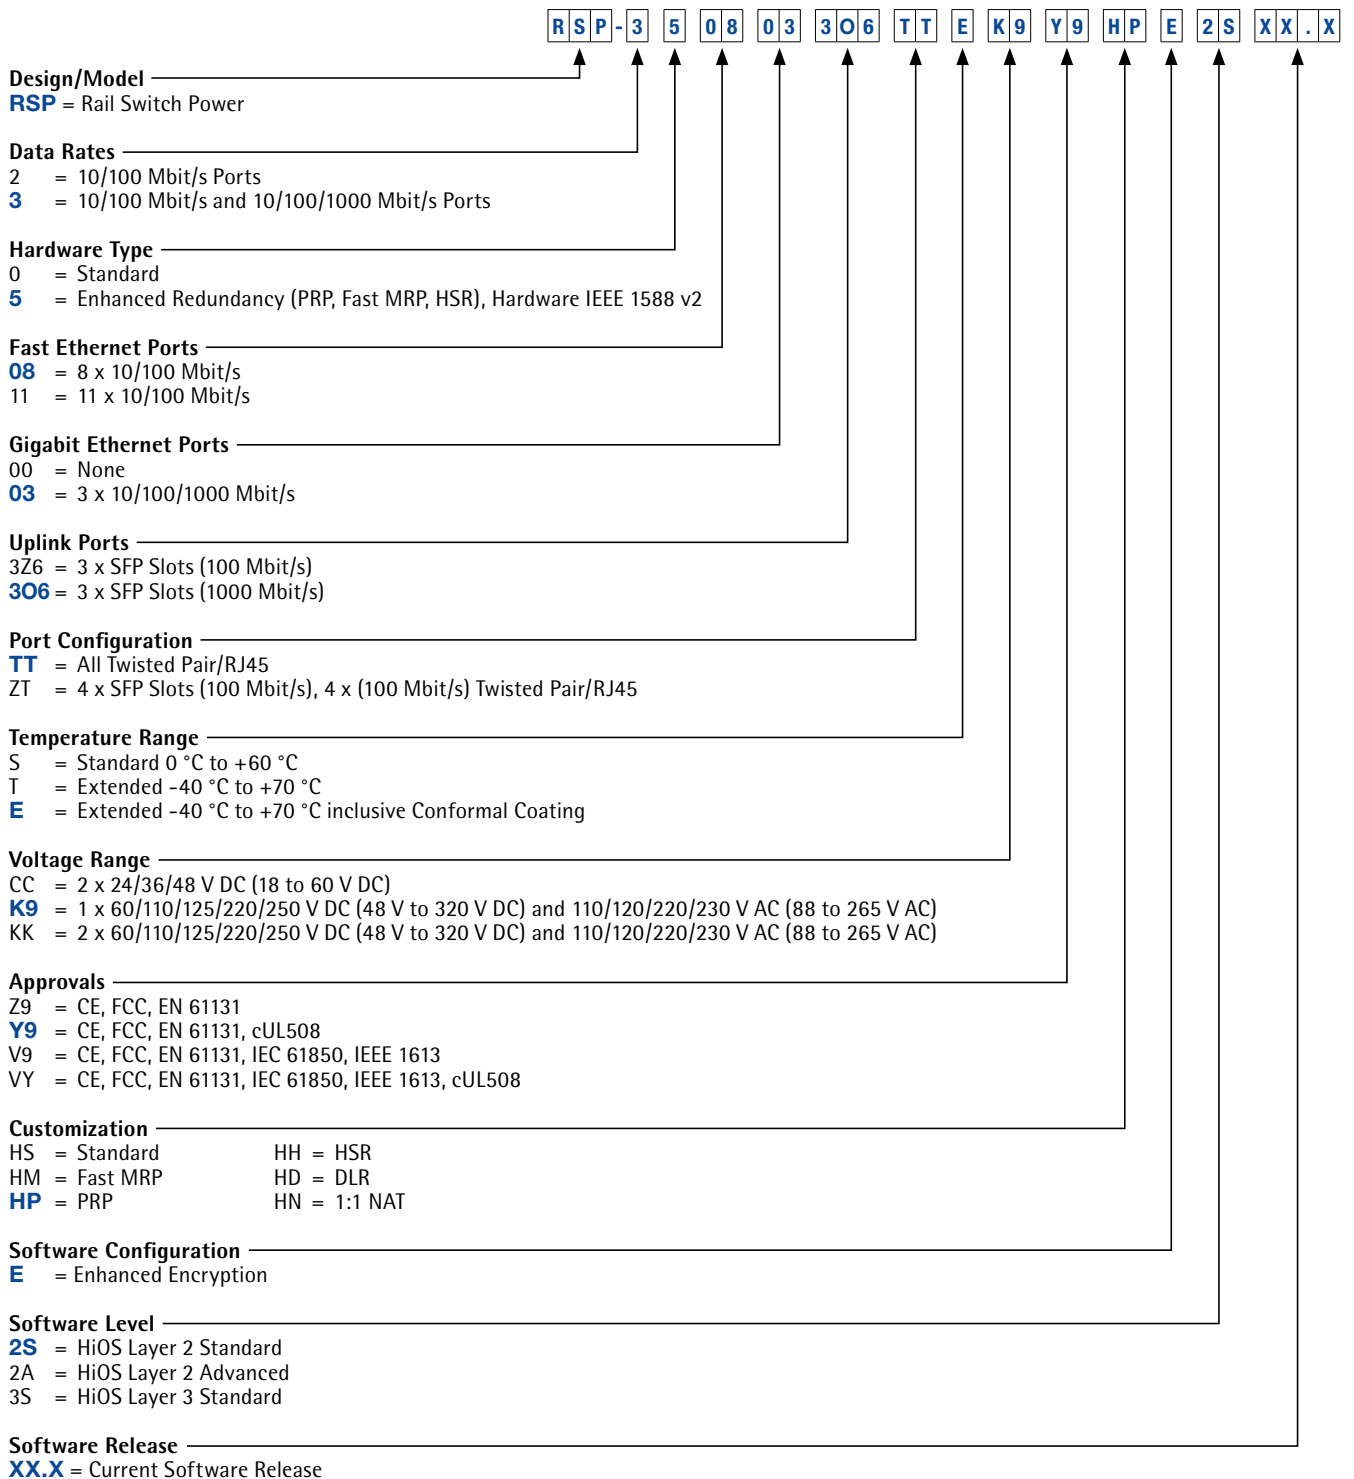 RSP-3 5 08 03 3O6 TT E K9 Y9 HP E 2S XX.X
Design/Model
RSP = Rail Switch Power
Data Rates
2 = 10/100 Mbit/s Ports
3 = 10/100 Mbit/s and 10/100/1000 Mbit/s Ports
Hardware Type
0 = Standard
5 = Enhanced Redundancy (PRP, Fast MRP, HSR), Hardware IEEE 1588 v2
Fast Ethernet Ports
08 = 8 x 10/100 Mbit/s
11 = 11 x 10/100 Mbit/s
Gigabit Ethernet Ports
00 = None
03 = 3 x 10/100/1000 Mbit/s
Uplink Ports
3Z6 = 3 x SFP Slots (100 Mbit/s)
3O6 = 3 x SFP Slots (1000 Mbit/s)
Port Configuration
TT = All Twisted Pair/RJ45
ZT = 4 x SFP Slots (100 Mbit/s), 4 x (100 Mbit/s) Twisted Pair/RJ45
Temperature Range
S = Standard 0 °C to +60 °C
T = Extended -40 °C to +70 °C
E = Extended -40 °C to +70 °C inclusive Conformal Coating
Voltage Range
CC = 2 x 24/36/48 V DC (18 to 60 V DC)
K9 = 1 x 60/110/125/220/250 V DC (48 V to 320 V DC) and 110/120/220/230 V AC (88 to 265 V AC)
KK = 2 x 60/110/125/220/250 V DC (48 V to 320 V DC) and 110/120/220/230 V AC (88 to 265 V AC)
Approvals
Z9 = CE, FCC, EN 61131
Y9 = CE, FCC, EN 61131, cUL508
V9 = CE, FCC, EN 61131, IEC 61850, IEEE 1613
VY = CE, FCC, EN 61131, IEC 61850, IEEE 1613, cUL508
Customization
HS = Standard HH = HSR
HM = Fast MRP HD = DLR
HP = PRP HN = 1:1 NAT
Software Configuration
E = Enhanced Encryption
Software Level
2S = HiOS Layer 2 Standard
2A = HiOS Layer 2 Advanced
3S = HiOS Layer 3 Standard
Software Release
XX.X = Current Software Release